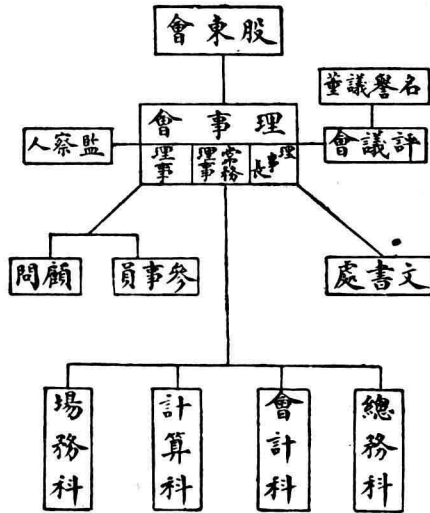 股東會
名譽議董
理事會
評議會
監察人
理事長
常務理事
理事
文書處
參事員
顧問
總務科
會計科
計算科
場務科